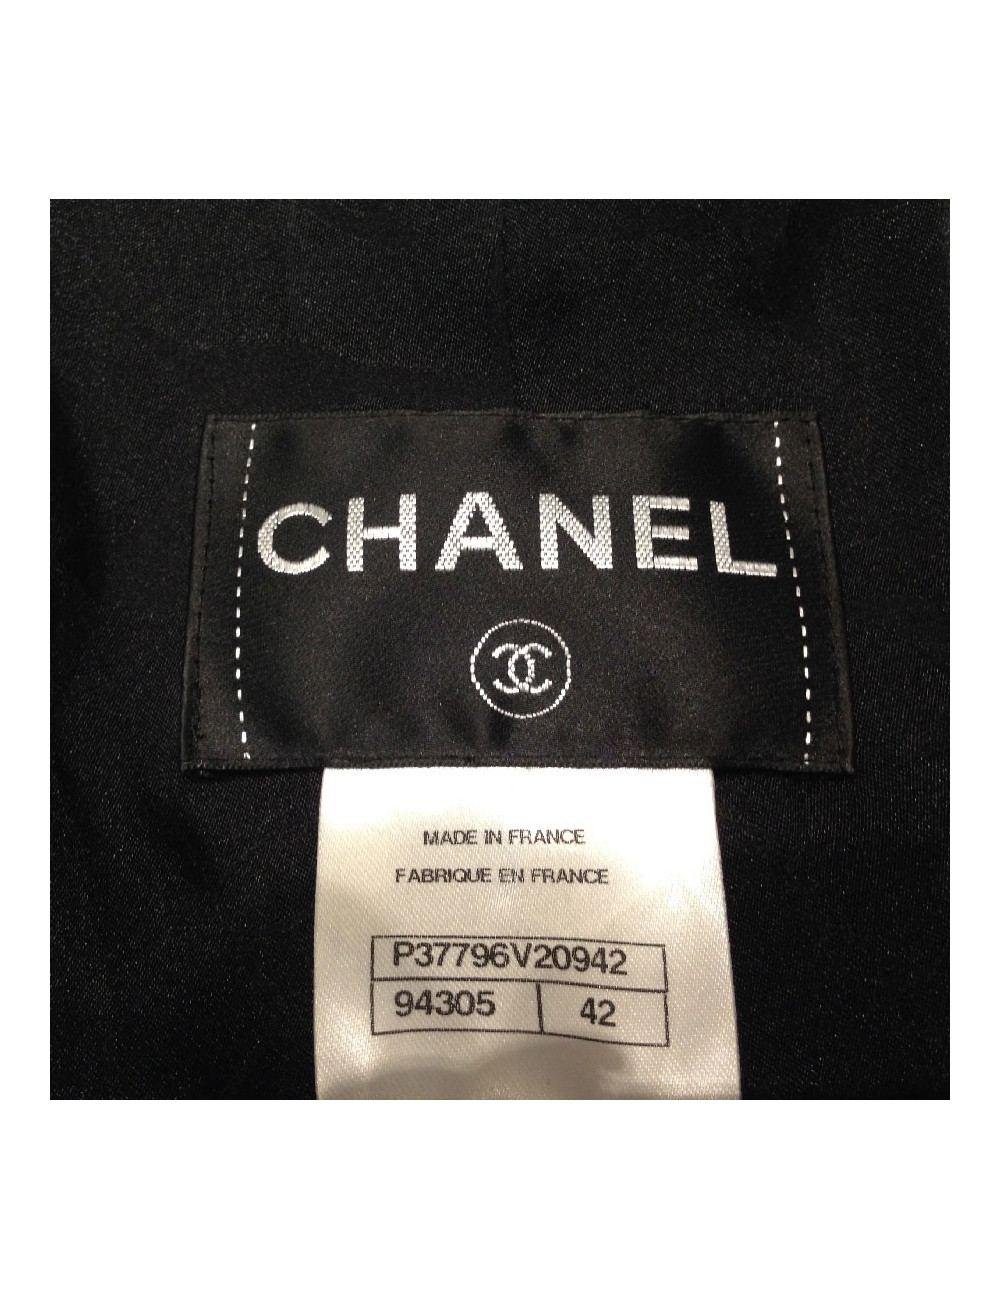 CHANEL
MADE IN FRANCE
FABRIQUE EN FRANCE
P37796V20942
94305 42